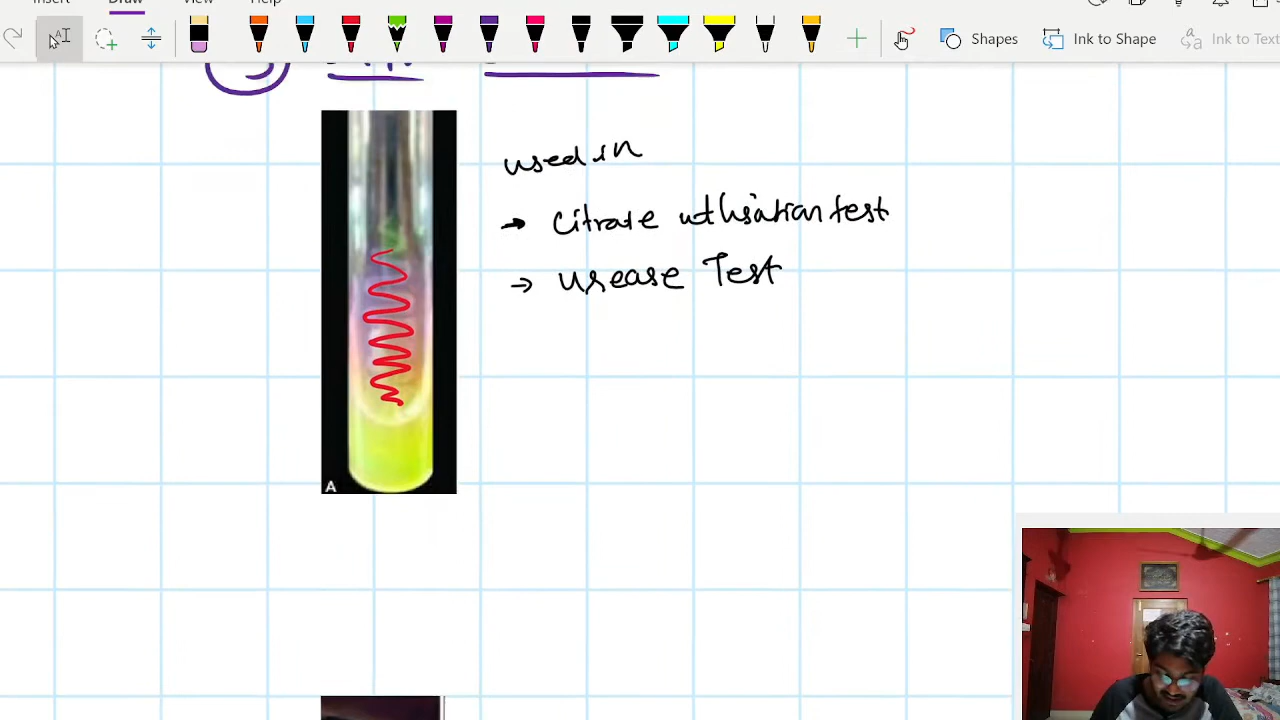 Insert Draw View Help
Shapes Ink to Shape Ink to Text
used in
→ Citrate utilisation test
→ Urease Test
A